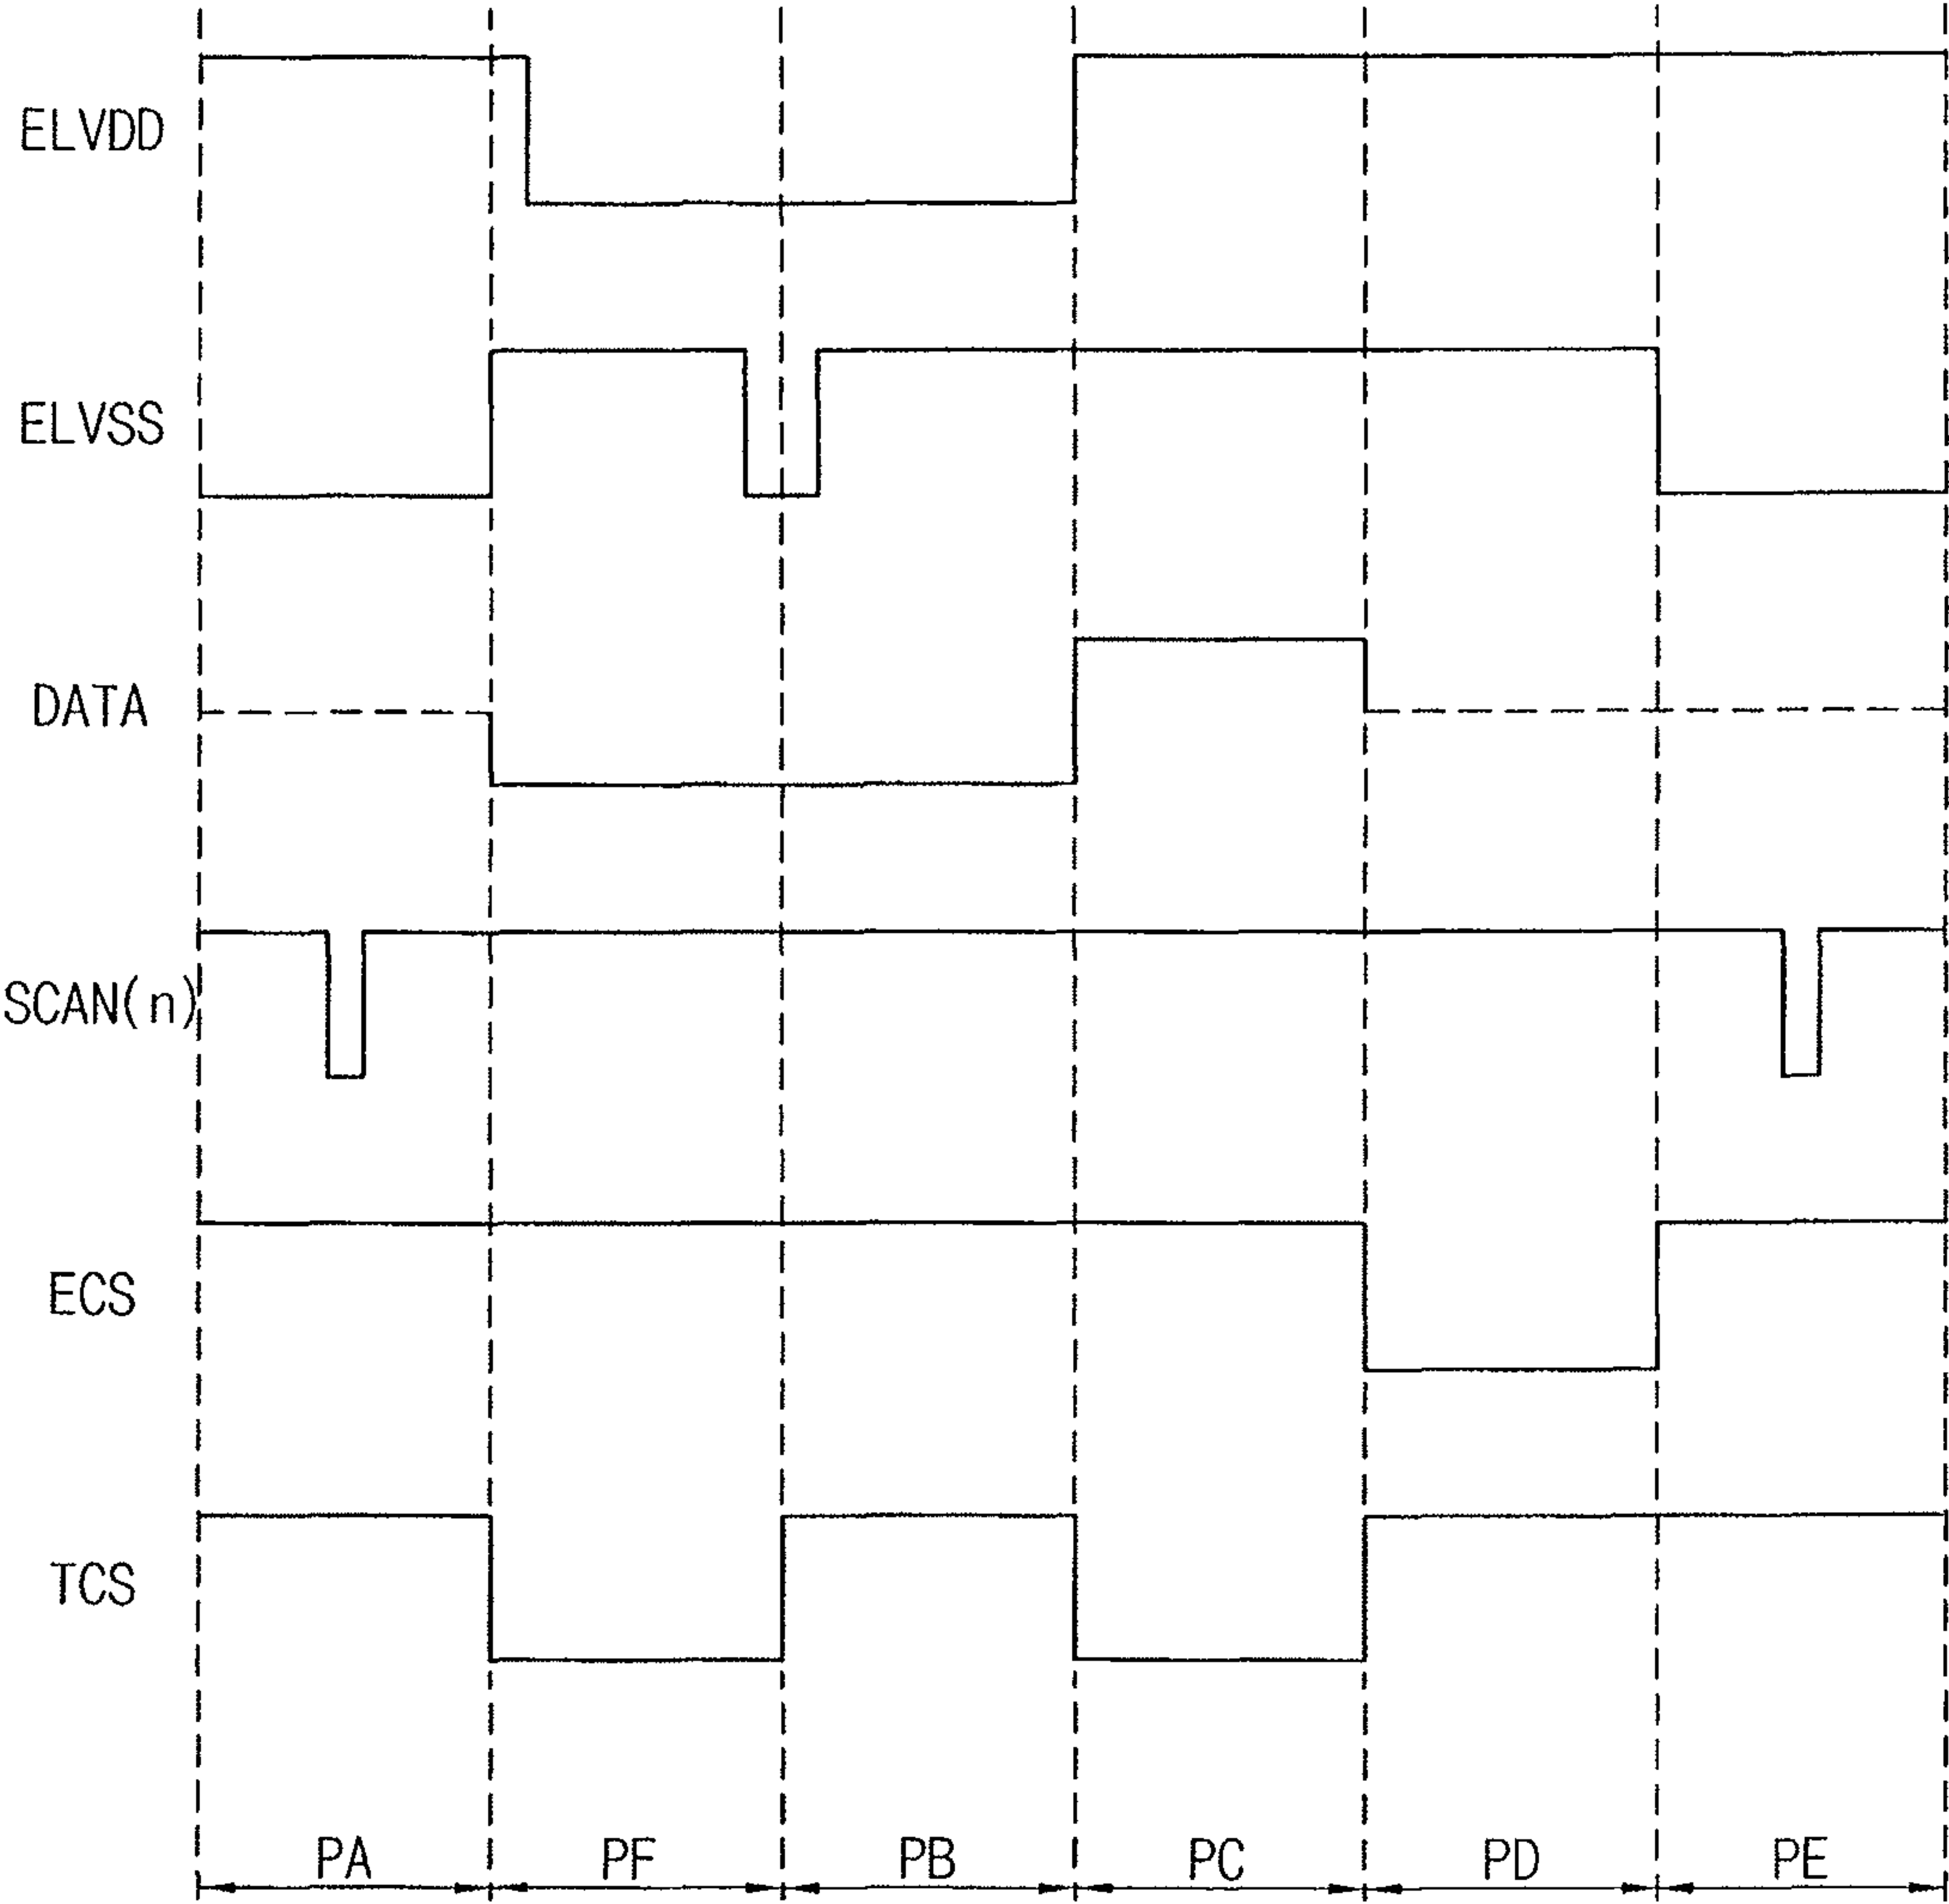 ELVDD
ELVSS
DATA
SCAN(n)
ECS
TCS
PA PF PB PC PD PE